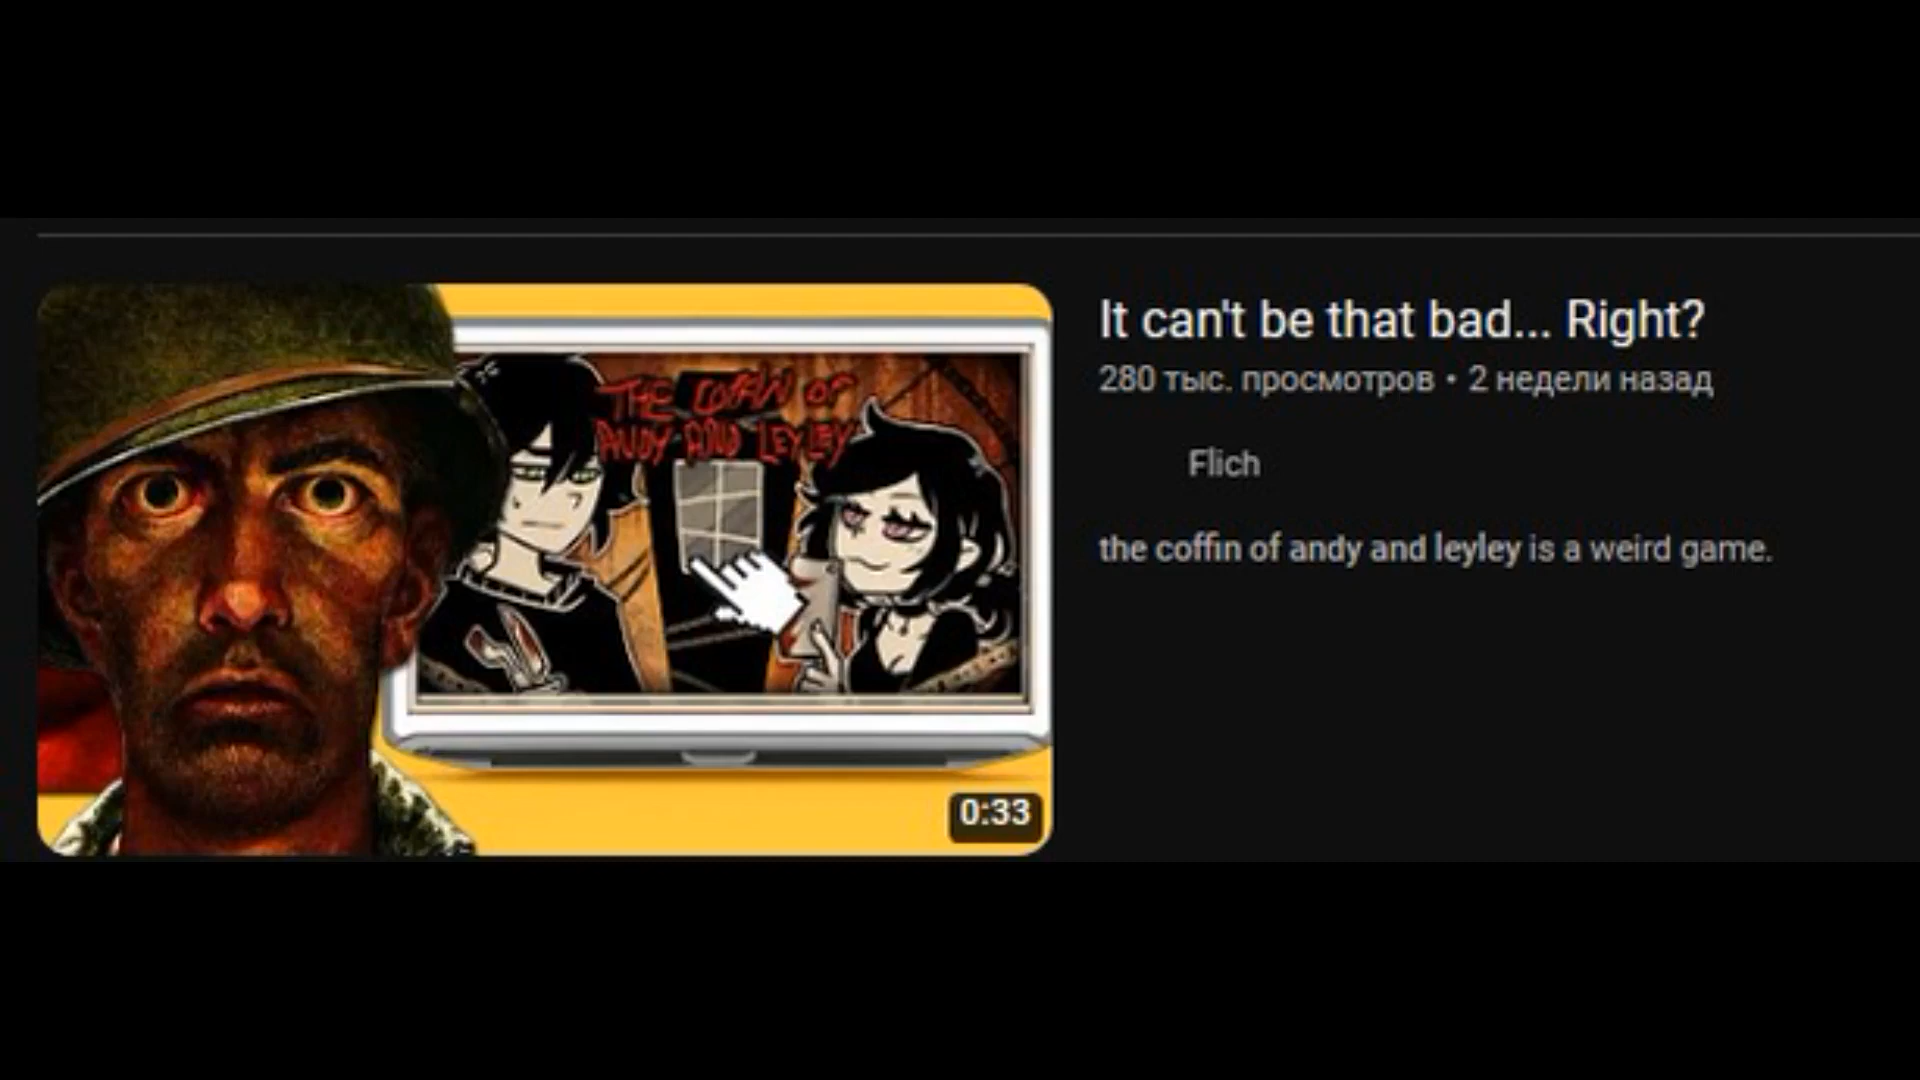 THE COFFIN OF
ANDY AND LEYLEY
0:33
It can't be that bad... Right?
280 тыс. просмотров • 2 недели назад
Flich
the coffin of andy and leyley is a weird game.